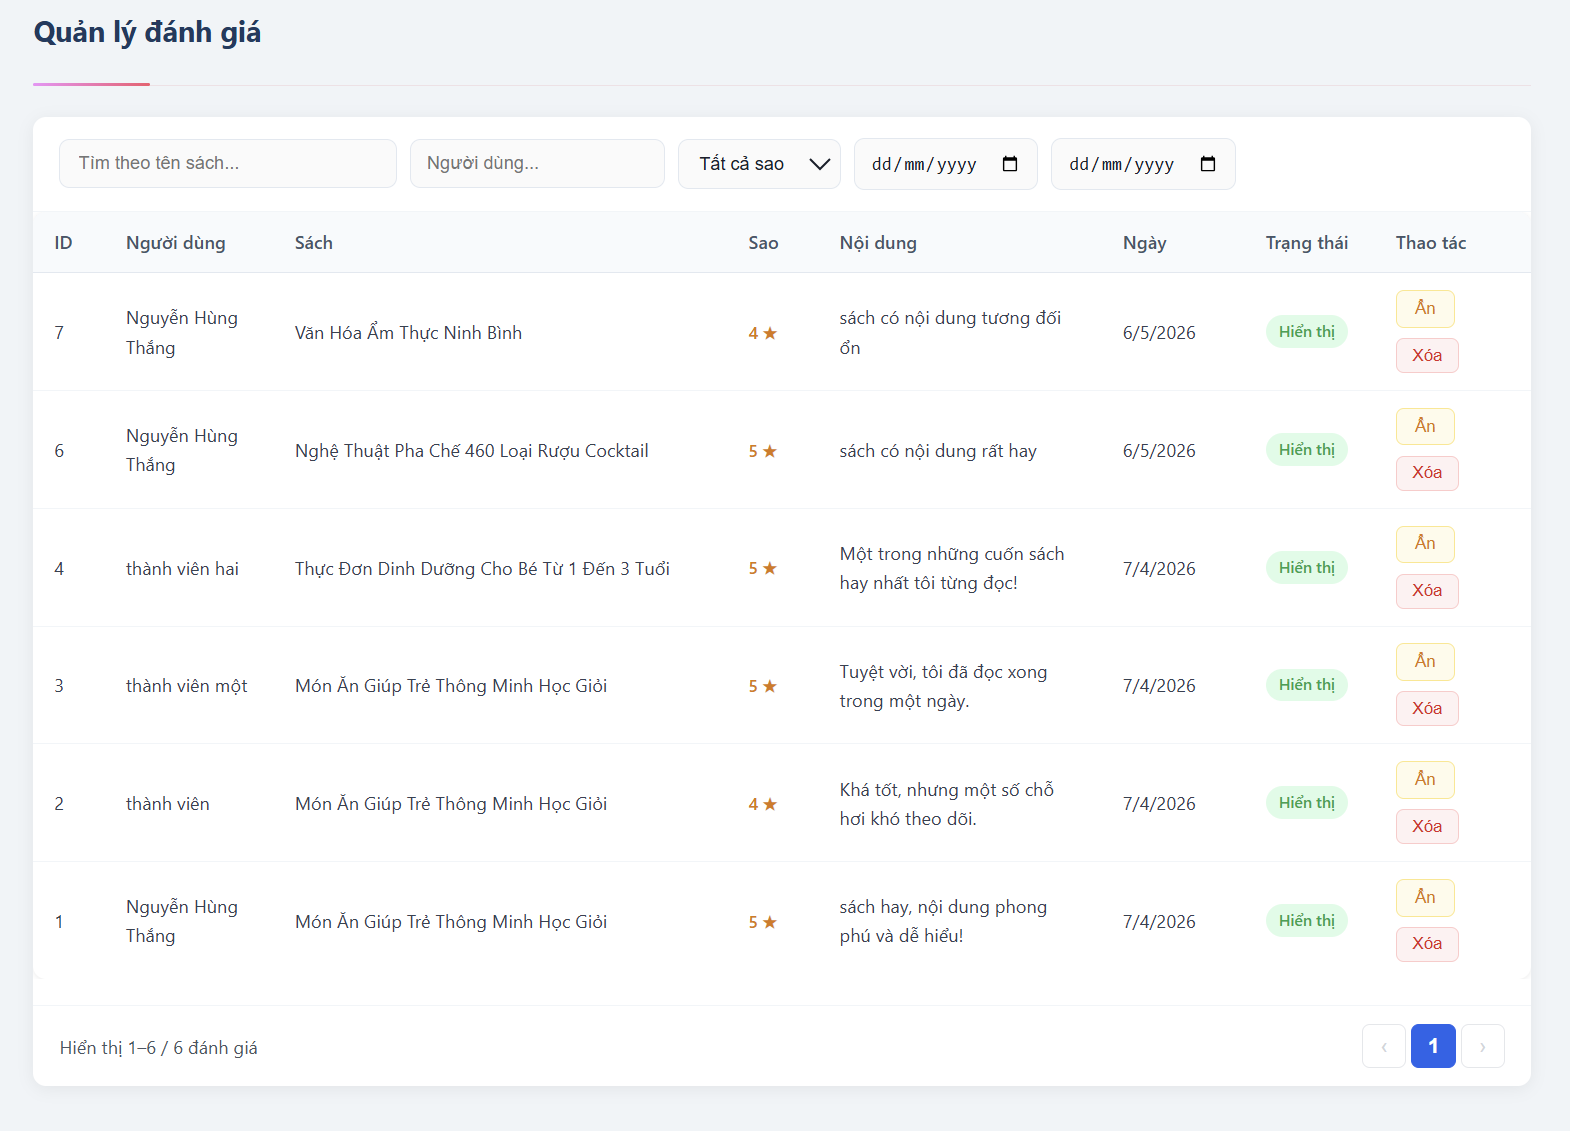 Quản lý đánh giá
Tìm theo tên sách... Người dùng... Tất cả sao dd/mm/yyyy dd/mm/yyyy
ID Người dùng Sách Sao Nội dung Ngày Trạng thái Thao tác
7 Nguyễn Hùng Thắng Văn Hóa Ẩm Thực Ninh Bình 4 ★ sách có nội dung tương đối ổn 6/5/2026 Hiển thị Ẩn Xóa
6 Nguyễn Hùng Thắng Nghệ Thuật Pha Chế 460 Loại Rượu Cocktail 5 ★ sách có nội dung rất hay 6/5/2026 Hiển thị Ẩn Xóa
4 thành viên hai Thực Đơn Dinh Dưỡng Cho Bé Từ 1 Đến 3 Tuổi 5 ★ Một trong những cuốn sách hay nhất tôi từng đọc! 7/4/2026 Hiển thị Ẩn Xóa
3 thành viên một Món Ăn Giúp Trẻ Thông Minh Học Giỏi 5 ★ Tuyệt vời, tôi đã đọc xong trong một ngày. 7/4/2026 Hiển thị Ẩn Xóa
2 thành viên Món Ăn Giúp Trẻ Thông Minh Học Giỏi 4 ★ Khá tốt, nhưng một số chỗ hơi khó theo dõi. 7/4/2026 Hiển thị Ẩn Xóa
1 Nguyễn Hùng Thắng Món Ăn Giúp Trẻ Thông Minh Học Giỏi 5 ★ sách hay, nội dung phong phú và dễ hiểu! 7/4/2026 Hiển thị Ẩn Xóa
Hiển thị 1–6 / 6 đánh giá ‹ 1 ›